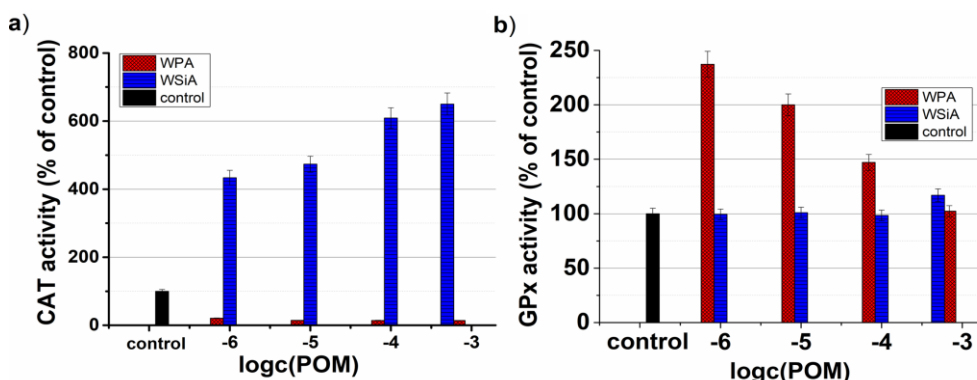 a)
CAT activity (% of control)
800
600
400
200
0
WPA
WSiA
control
control
-6
-5
-4
-3
logc(POM)
b)
GPx activity (% of control)
250
200
150
100
50
0
WPA
WSiA
control
control
-6
-5
-4
-3
logc(POM)